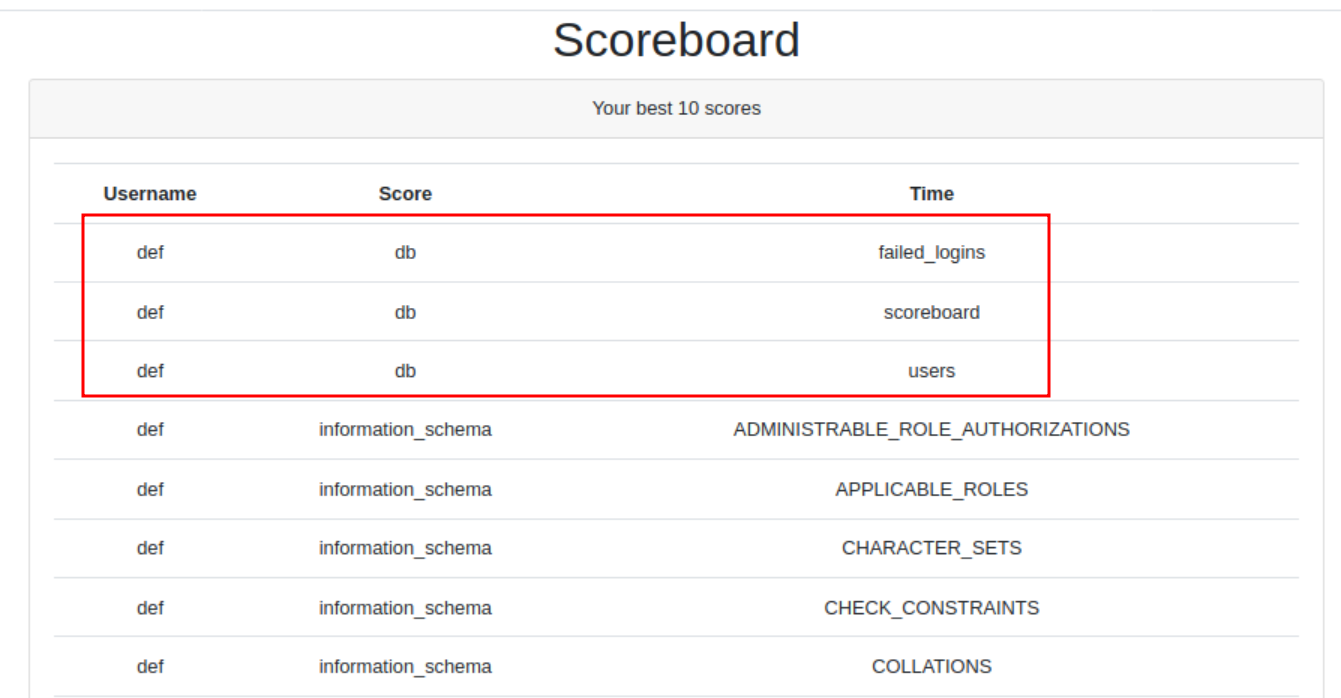 Scoreboard
Your best 10 scores
Username Score Time
def db failed_logins
def db scoreboard
def db users
def information_schema ADMINISTRABLE_ROLE_AUTHORIZATIONS
def information_schema APPLICABLE_ROLES
def information_schema CHARACTER_SETS
def information_schema CHECK_CONSTRAINTS
def information_schema COLLATIONS